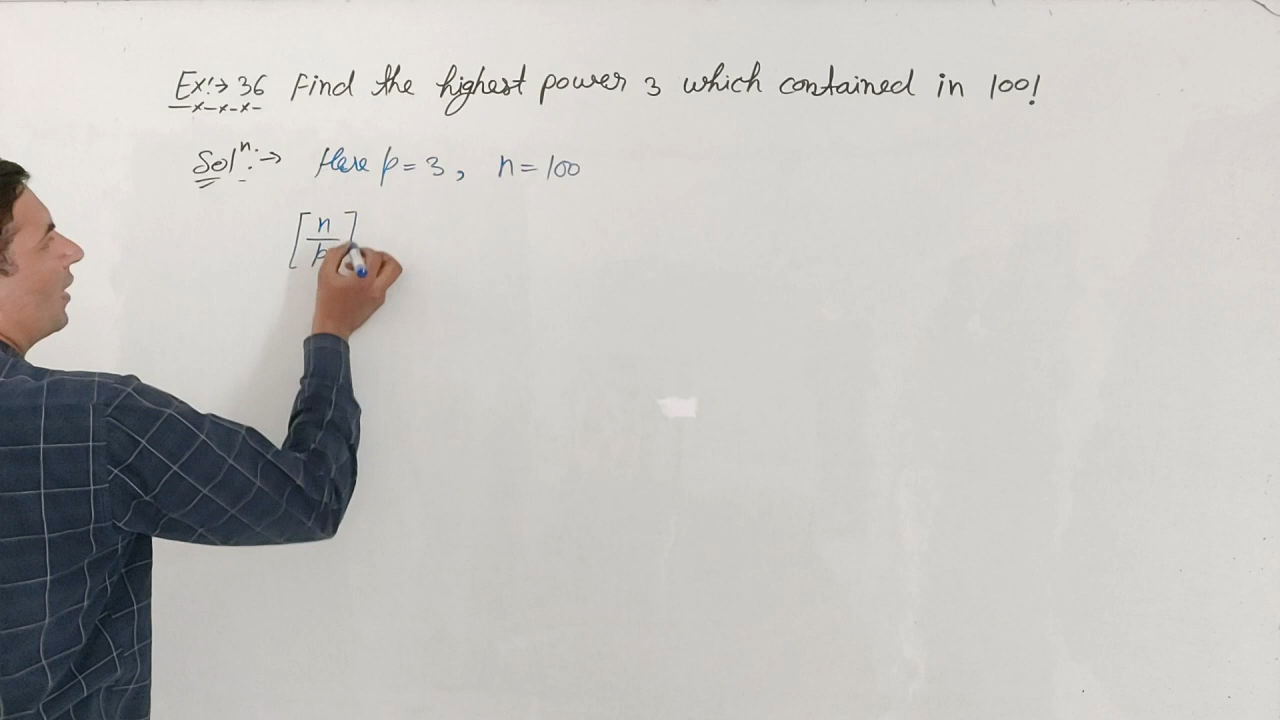 Ex:→ 36 Find the highest power 3 which contained in 100!
Solⁿ:→ Here p = 3, n = 100
[n/p]